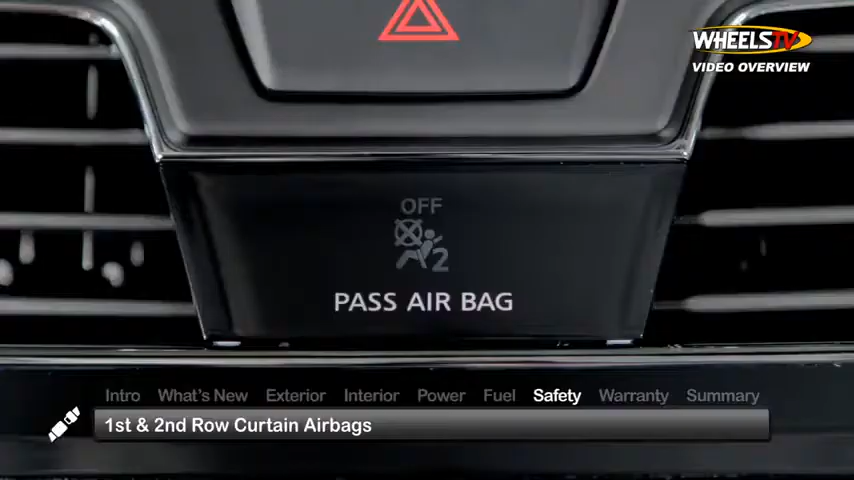 WHEELSTV
VIDEO OVERVIEW
OFF
2
PASS AIR BAG
Intro What's New Exterior Interior Power Fuel Safety Warranty Summary
1st & 2nd Row Curtain Airbags